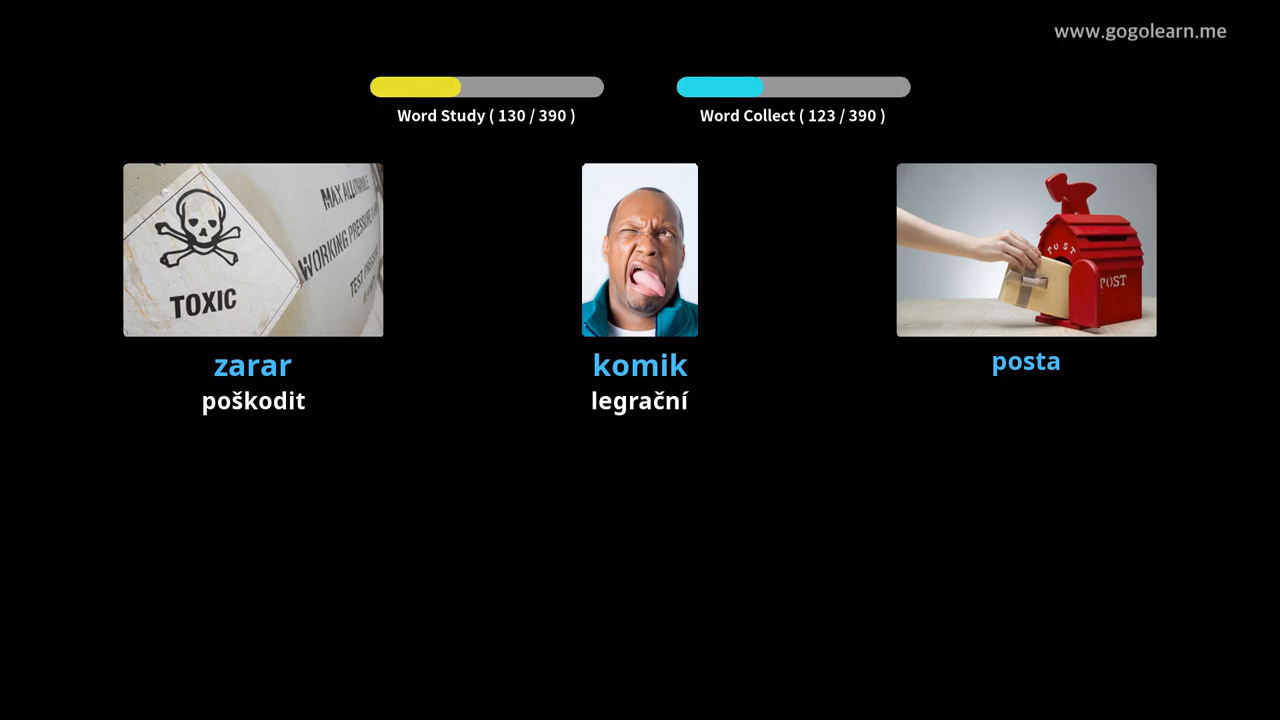 www.gogolearn.me
Word Study ( 130 / 390 )
Word Collect ( 123 / 390 )
TOXIC
MAX ALLOWABLE
WORKING PRESSURE
TEST PRESS
POST
POST
zarar
komik
posta
poškodit
legrační